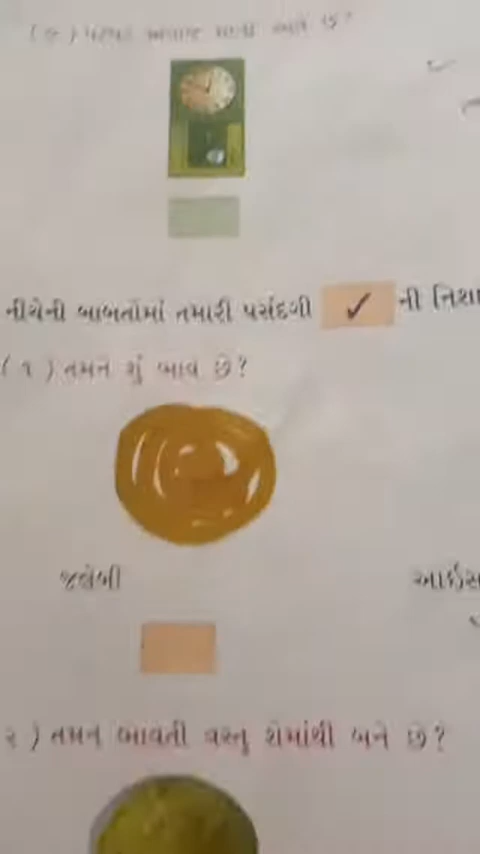 નીચેની બાબતોમાં તમારી પસંદગી ✓ ની
(૧) તમને શું ભાવે છે?
જલેબી
૨) તમને ભાવતી વસ્તુ શેમાંથી બને છે?